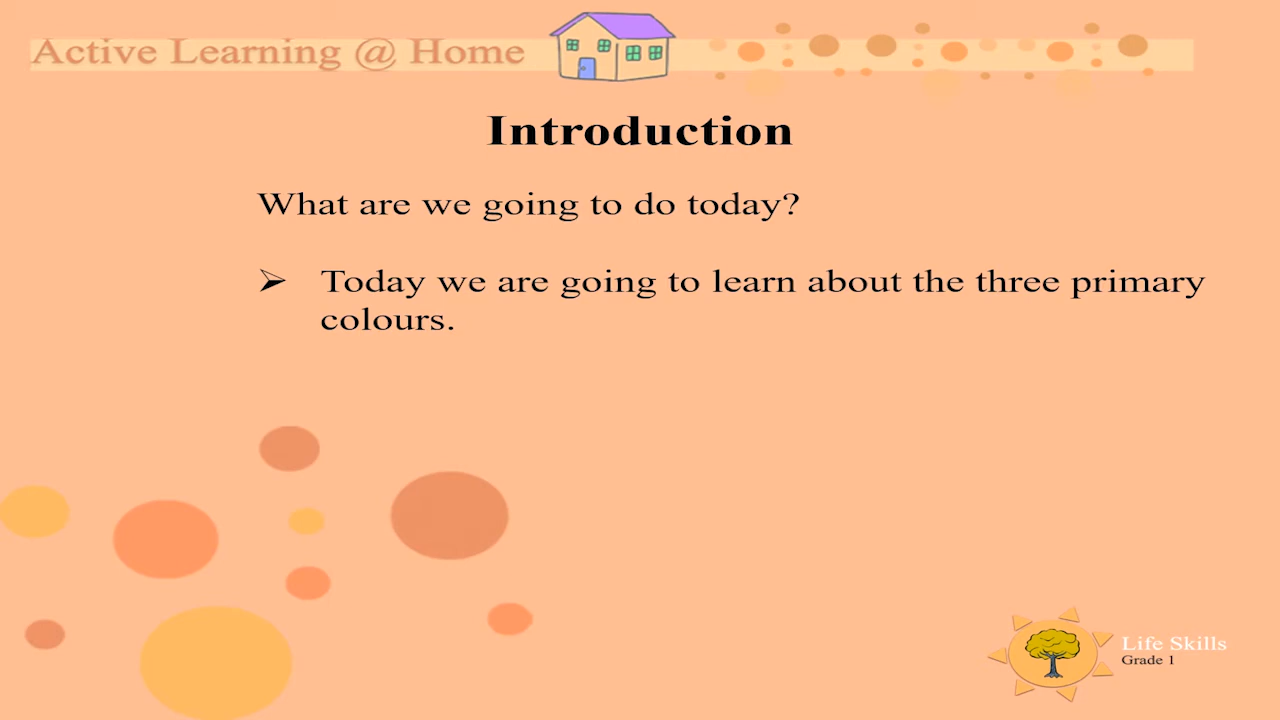 Active Learning @ Home
Introduction
What are we going to do today?
➢ Today we are going to learn about the three primary
colours.
Life Skills
Grade 1